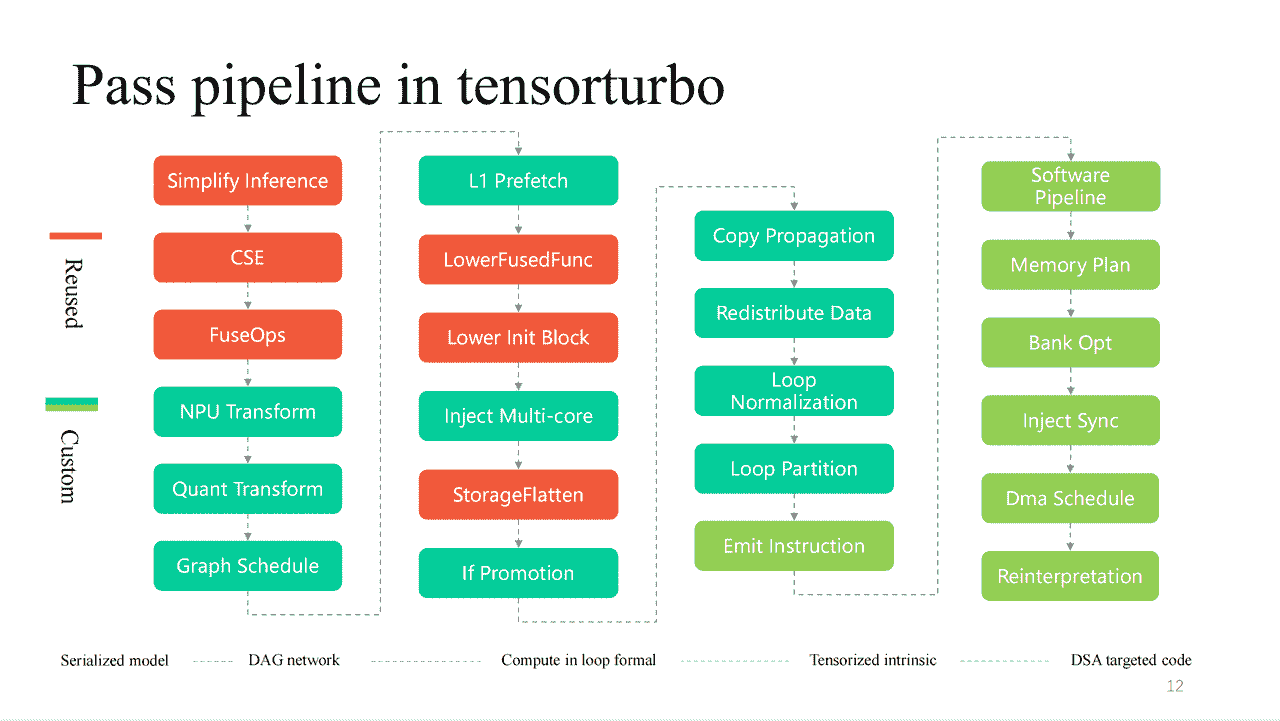 Pass pipeline in tensorturbo
Reused
Custom
Simplify Inference
CSE
FuseOps
NPU Transform
Quant Transform
Graph Schedule
L1 Prefetch
LowerFusedFunc
Lower Init Block
Inject Multi-core
StorageFlatten
If Promotion
Copy Propagation
Redistribute Data
Loop
Normalization
Loop Partition
Emit Instruction
Software
Pipeline
Memory Plan
Bank Opt
Inject Sync
Dma Schedule
Reinterpretation
Serialized model
DAG network
Compute in loop formal
Tensorized intrinsic
DSA targeted code
12